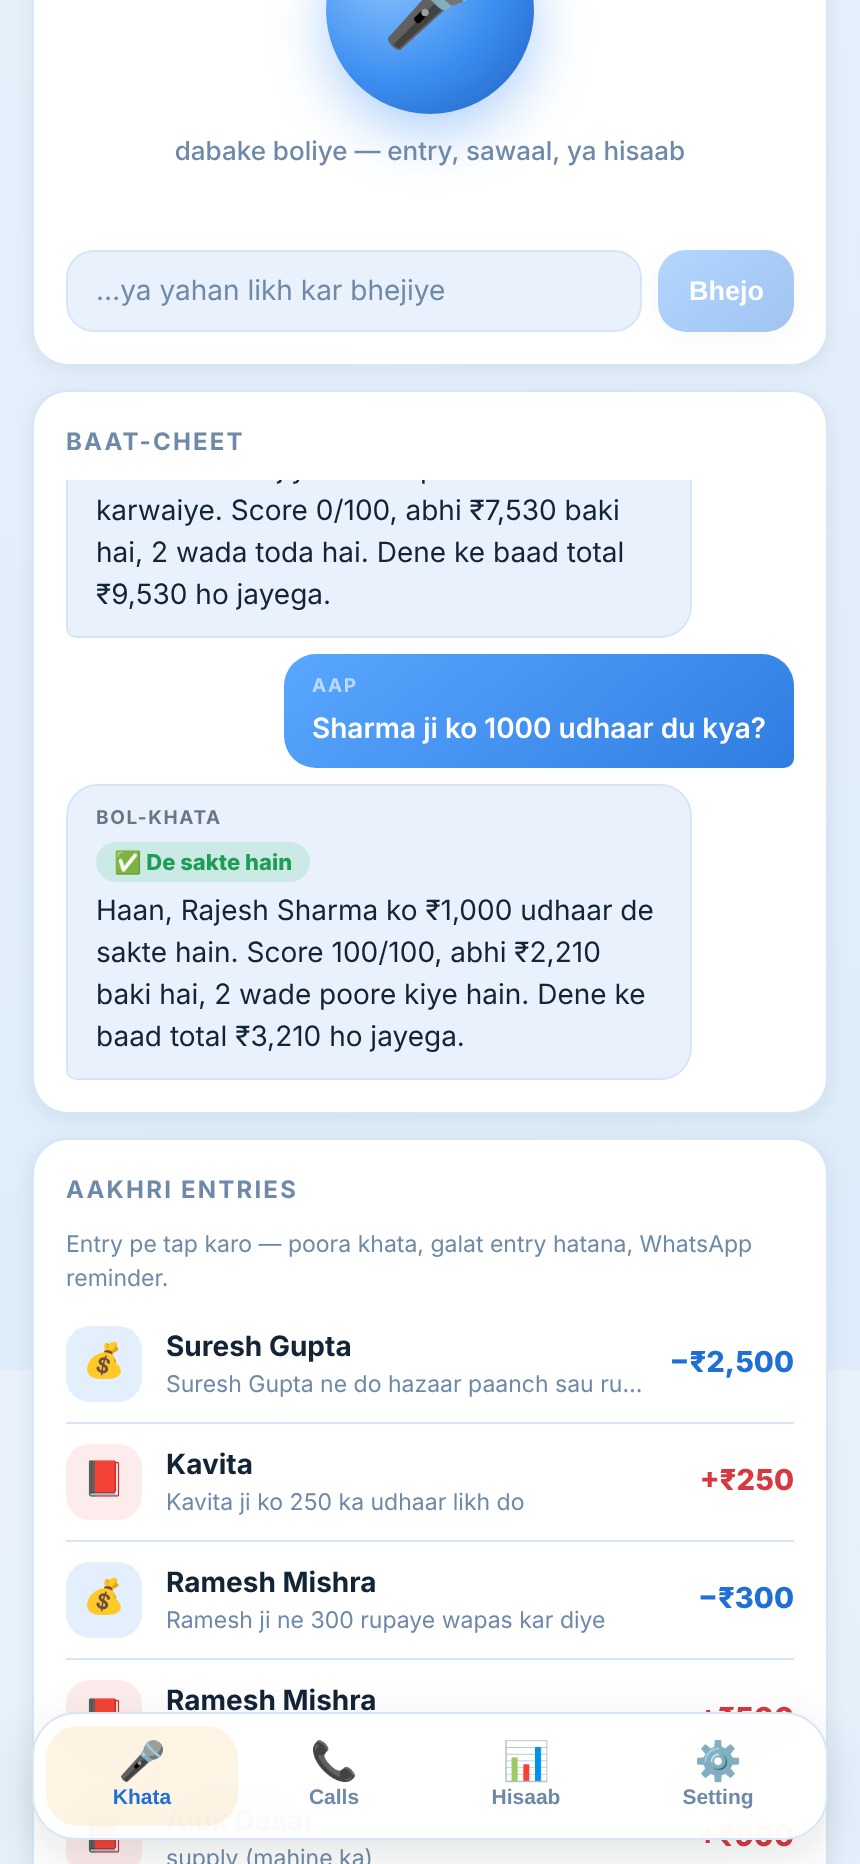 dabake boliye — entry, sawaal, ya hisaab
...ya yahan likh kar bhejiye
Bhejo
BAAT-CHEET
karwaiye. Score 0/100, abhi ₹7,530 baki
hai, 2 wada toda hai. Dene ke baad total
₹9,530 ho jayega.
AAP
Sharma ji ko 1000 udhaar du kya?
BOL-KHATA
✅ De sakte hain
Haan, Rajesh Sharma ko ₹1,000 udhaar de
sakte hain. Score 100/100, abhi ₹2,210
baki hai, 2 wade poore kiye hain. Dene ke
baad total ₹3,210 ho jayega.
AAKHRI ENTRIES
Entry pe tap karo — poora khata, galat entry hatana, WhatsApp
reminder.
Suresh Gupta
−₹2,500
Suresh Gupta ne do hazaar paanch sau ru...
Kavita
+₹250
Kavita ji ko 250 ka udhaar likh do
Ramesh Mishra
−₹300
Ramesh ji ne 300 rupaye wapas kar diye
Ramesh Mishra
Khata
Calls
Hisaab
Setting
Alok Desai
supply (mahine ka)